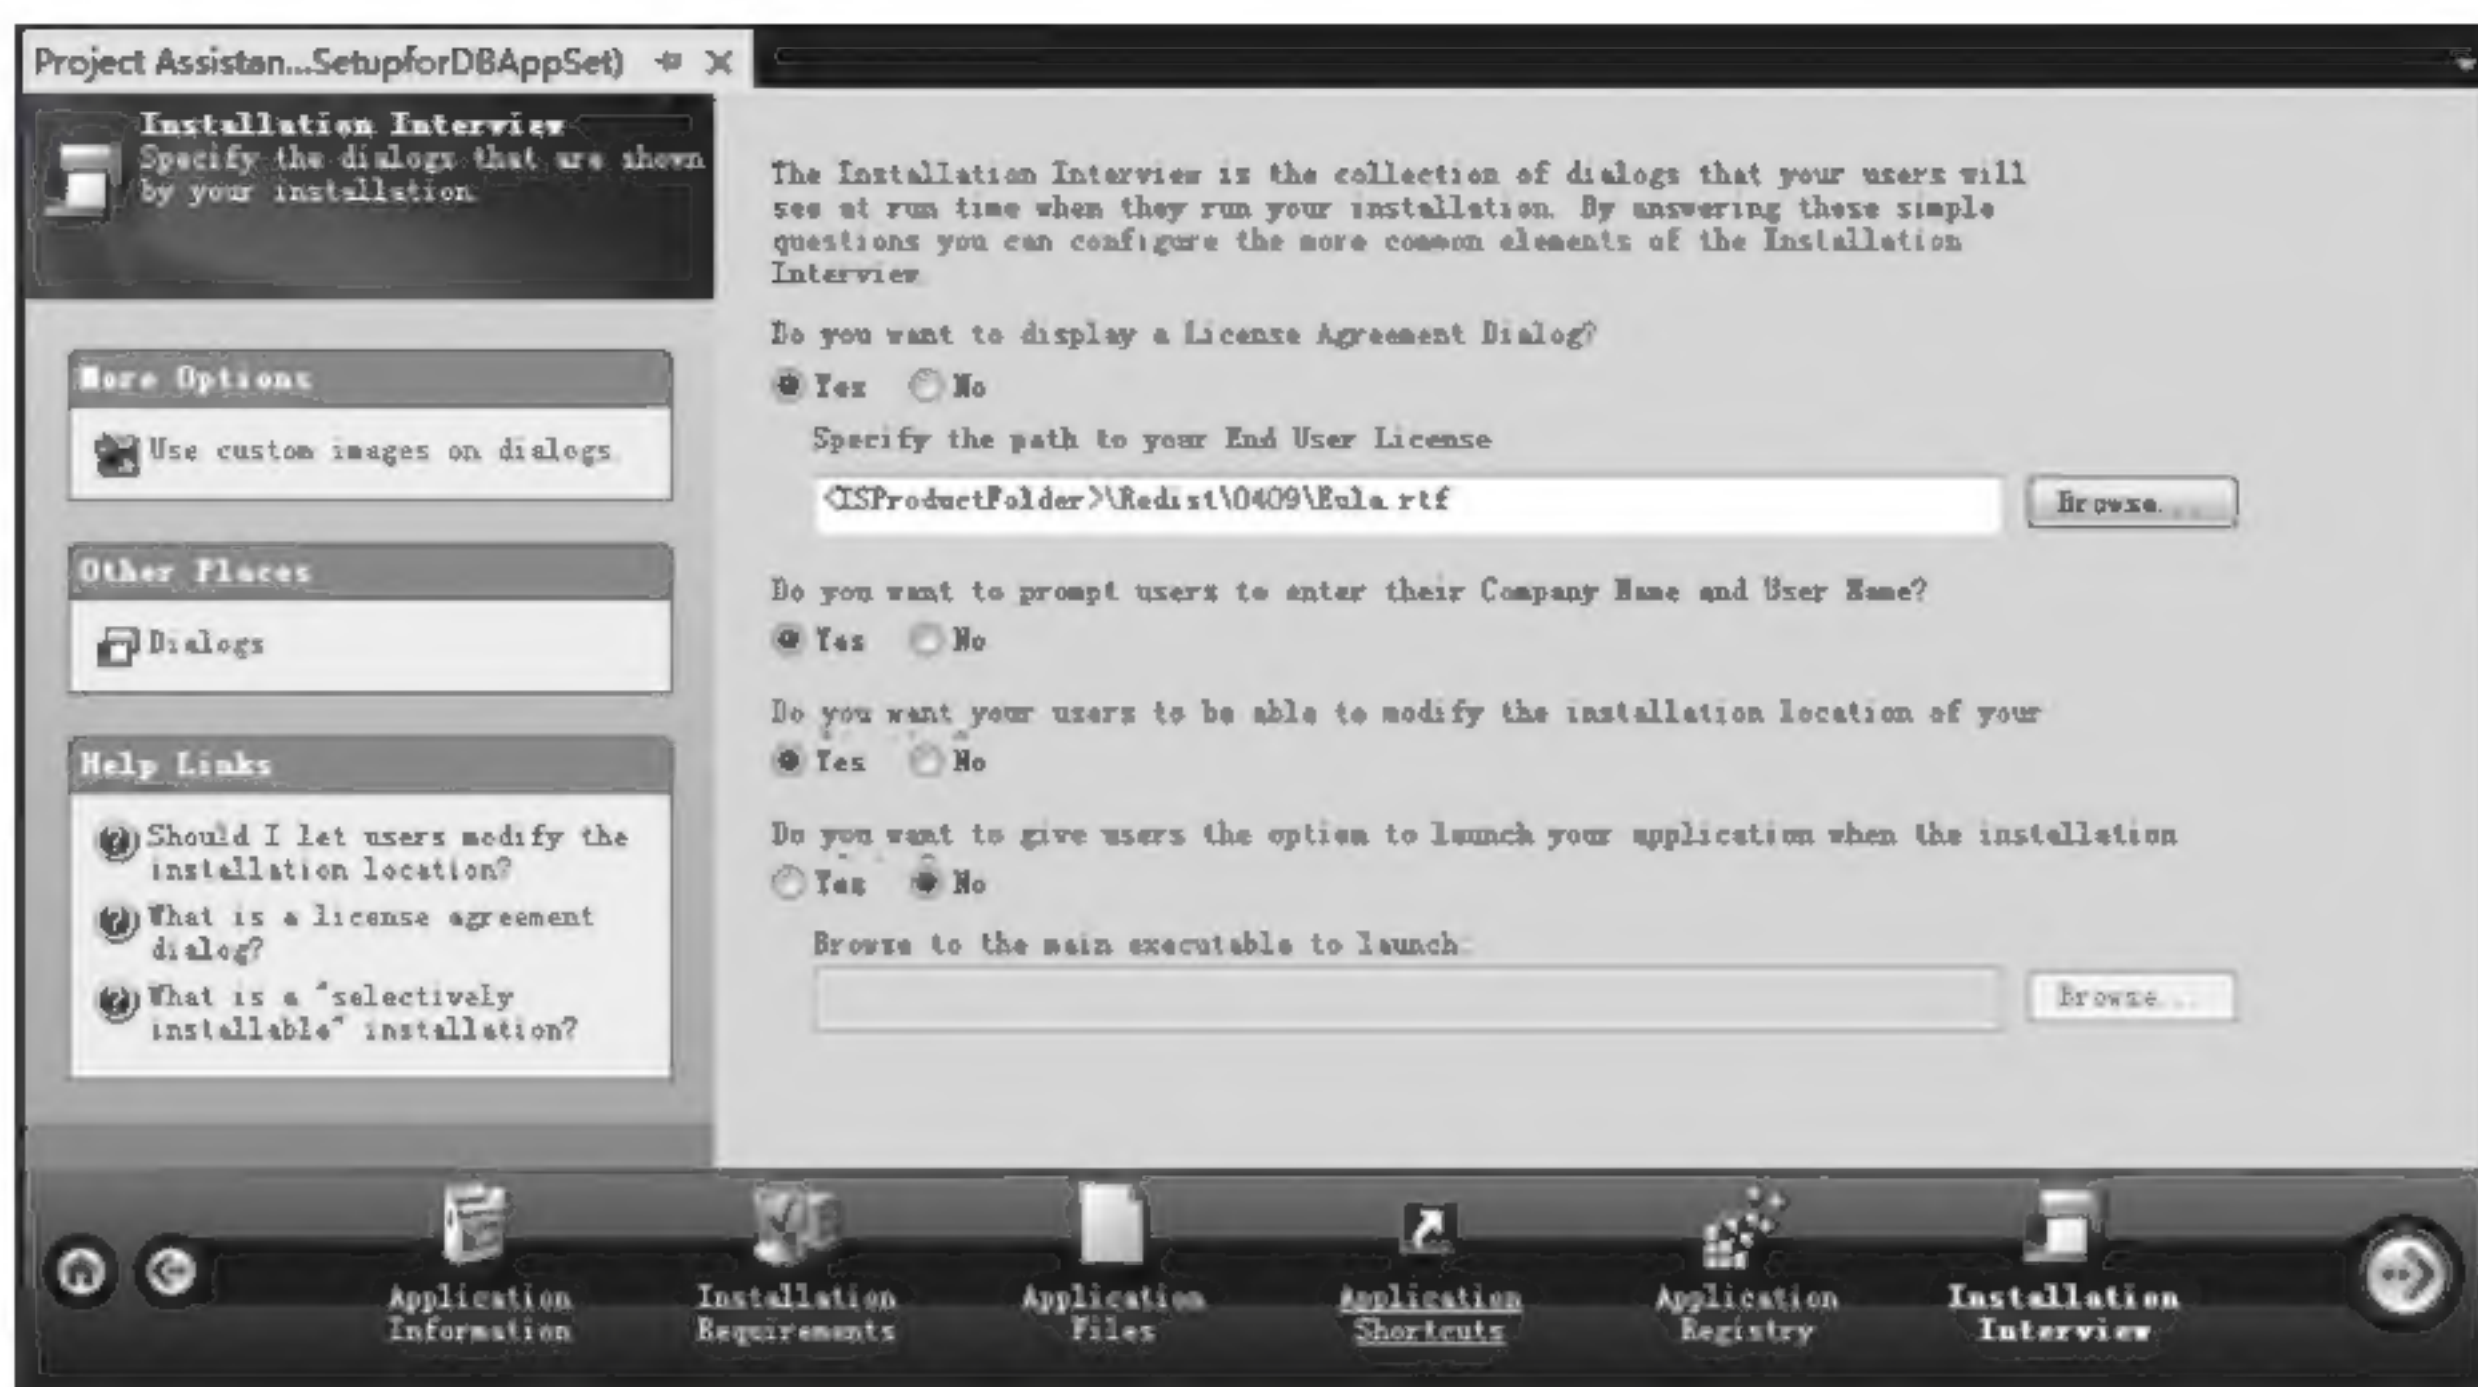 Project Assistan...SetupforDBAppSet)
Installation Interview
Specify the dialogs that are shown
by your installation
More Options
Use custom images on dialogs
Other Places
Dialogs
Help Links
Should I let users modify the
installation location?
What is a license agreement
dialog?
What is a "selectively
installable" installation?
The Installation Interview is the collection of dialogs that your users will
see at run time when they run your installation. By answering these simple
questions you can configure the more common elements of the Installation
Interview
Do you want to display a License Agreement Dialog?
Yes No
Specify the path to your End User License
<ISProductFolder>\Redist\0409\Eula.rtf
Browse...
Do you want to prompt users to enter their Company Name and User Name?
Yes No
Do you want your users to be able to modify the installation location of your
Yes No
Do you want to give users the option to launch your application when the installation
Yes No
Browse to the main executable to launch:
Browse...
Application
Information
Installation
Requirements
Application
Files
Application
Shortcuts
Application
Registry
Installation
Interview